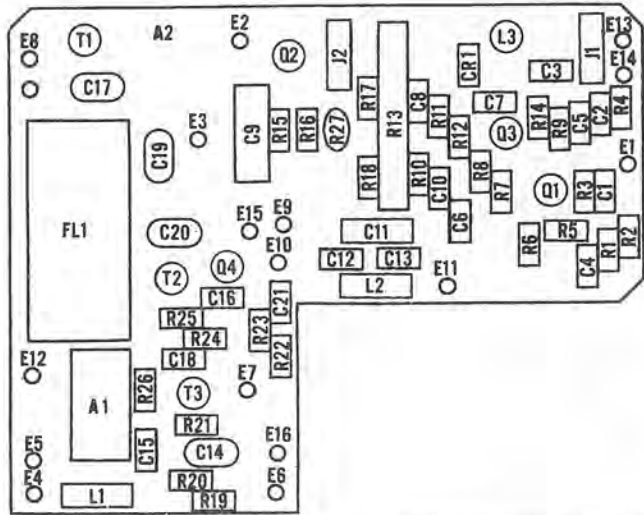 E8
T1
A2
E2
Q2
J2
L3
J1
E13
E14
CR1
C3
C17
R17
R13
C8
R11
C7
R14
R9
C5
C2
R4
E3
C9
R15
R16
R27
R12
Q3
C19
E1
R18
R10
C10
R8
R7
Q1
R3
C1
FL1
C20
E15
E9
C11
C6
R6
R5
R2
R1
C4
E10
C12
C13
T2
Q4
L2
E11
C16
C21
R25
R23
R24
R22
C18
E12
A1
R26
T3
E7
R21
C15
C14
E16
E5
E4
L1
R20
R19
E6